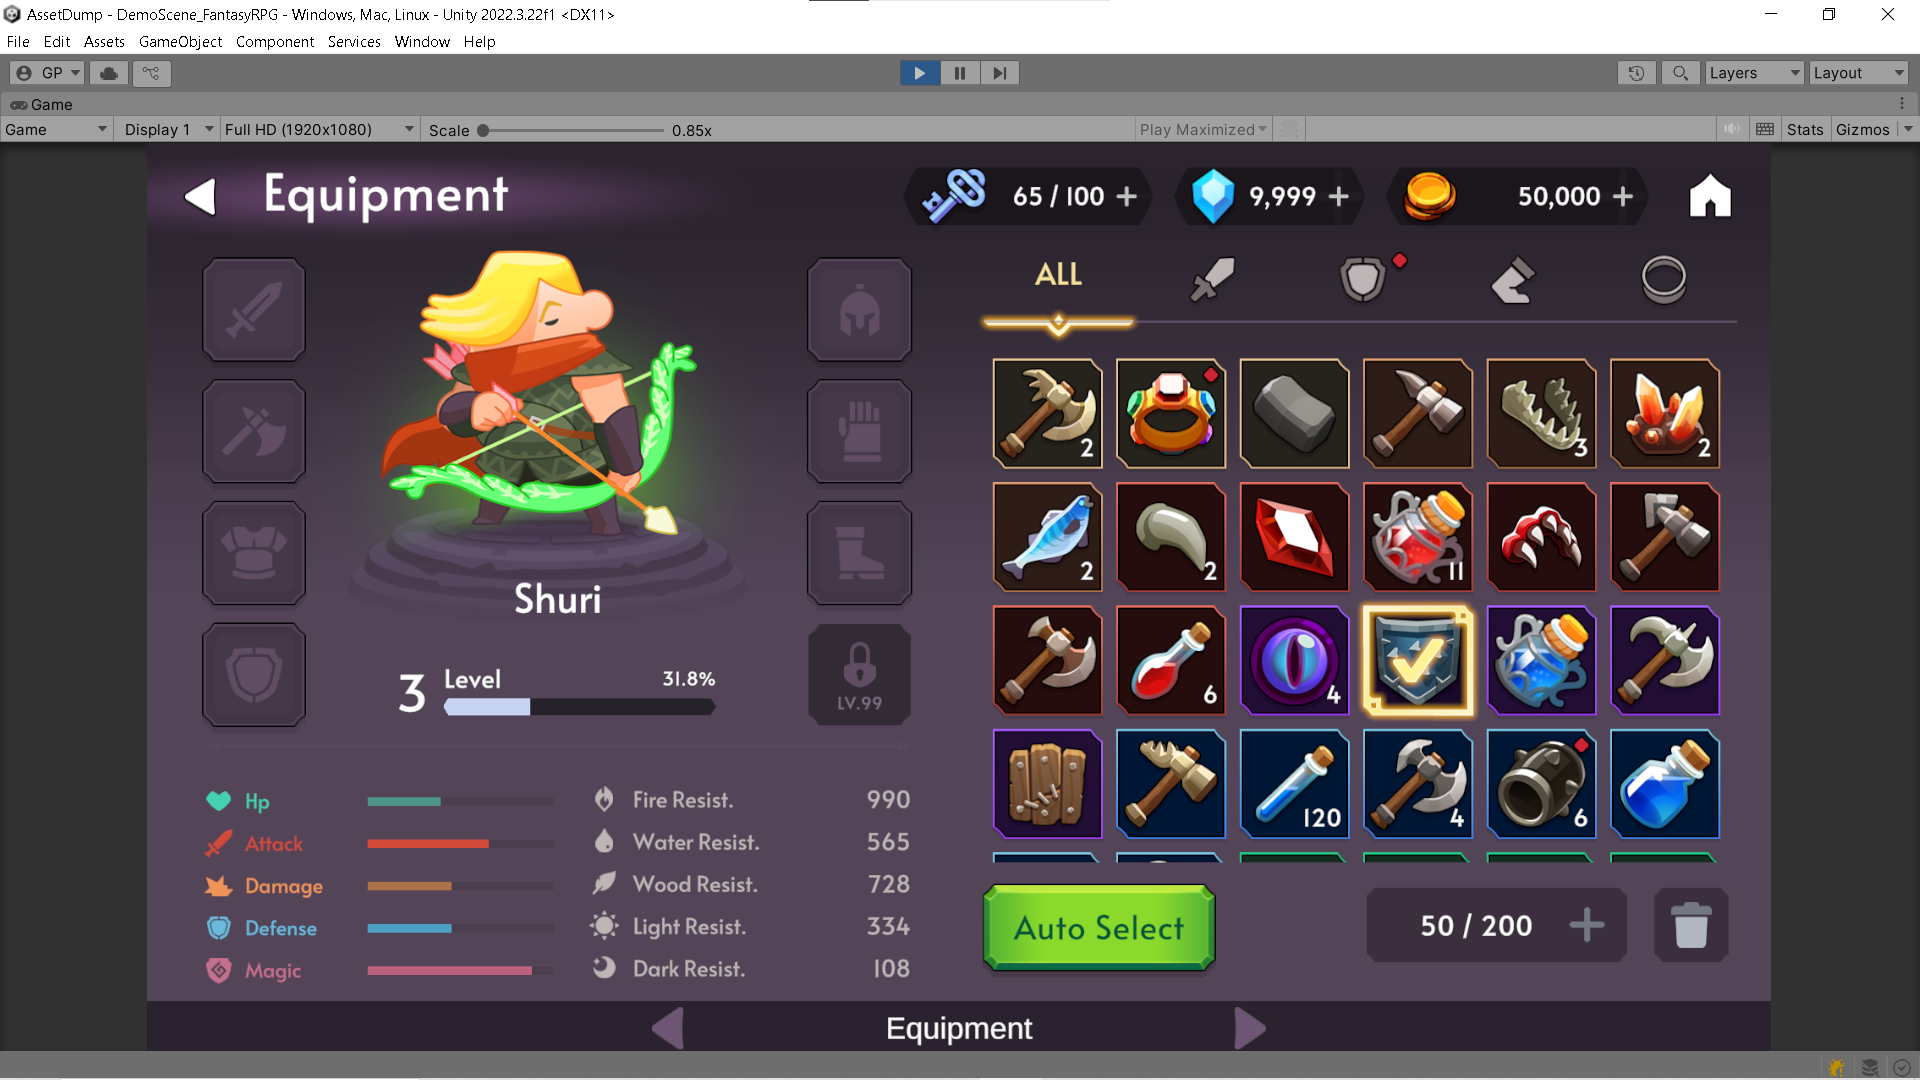 AssetDump - DemoScene_FantasyRPG - Windows, Mac, Linux - Unity 2022.3.22f1 <DX11>
File Edit Assets GameObject Component Services Window Help
GP Layers Layout
Game
Game Display 1 Full HD (1920x1080) Scale 0.85x Play Maximized Stats Gizmos
Equipment 65 / 100 + 9,999 + 50,000 +
ALL
2 3 2
2 2 11
6 4
120 4 6
Shuri
3 Level 31.8%
LV.99
Hp
Attack
Damage
Defense
Magic
Fire Resist. 990
Water Resist. 565
Wood Resist. 728
Light Resist. 334
Dark Resist. 108
Auto Select 50 / 200 +
Equipment